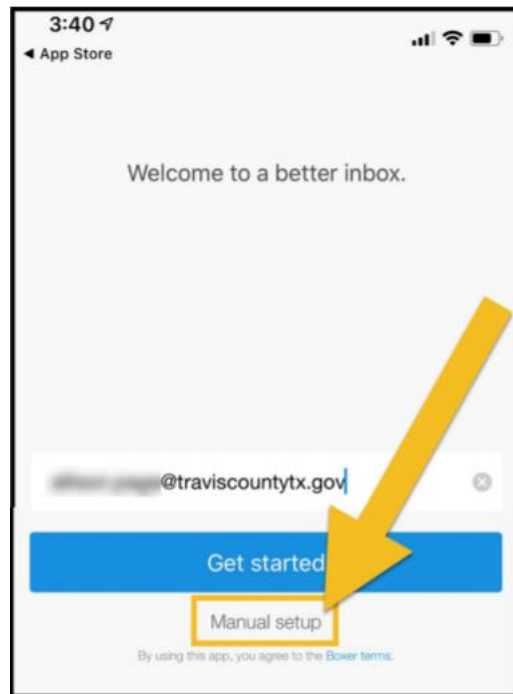 3:40
App Store
Welcome to a better inbox.
@traviscountytx.gov
Get started
Manual setup
By using this app, you agree to the Boxer terms.